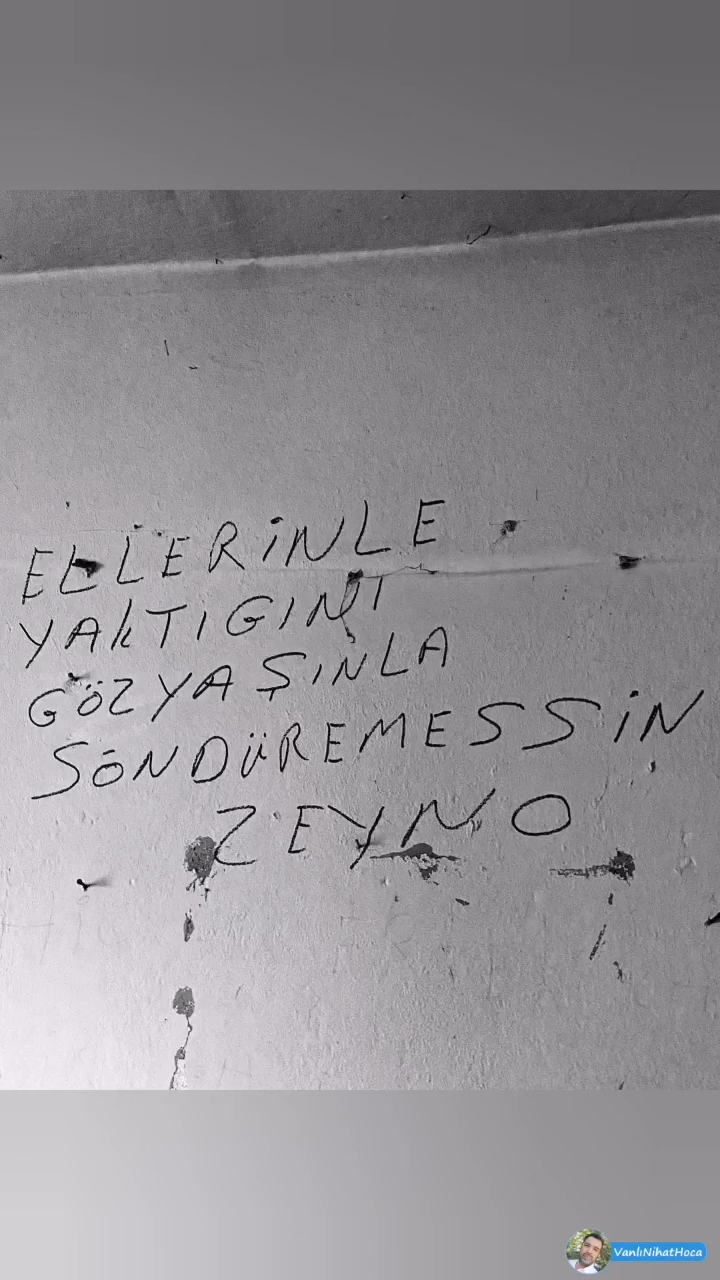 ELLERİNLE
YAKTIGINI
GÖZYAŞINLA
SÖNDÜREMESSİN
ZEYNO
VanlıNihatHoca